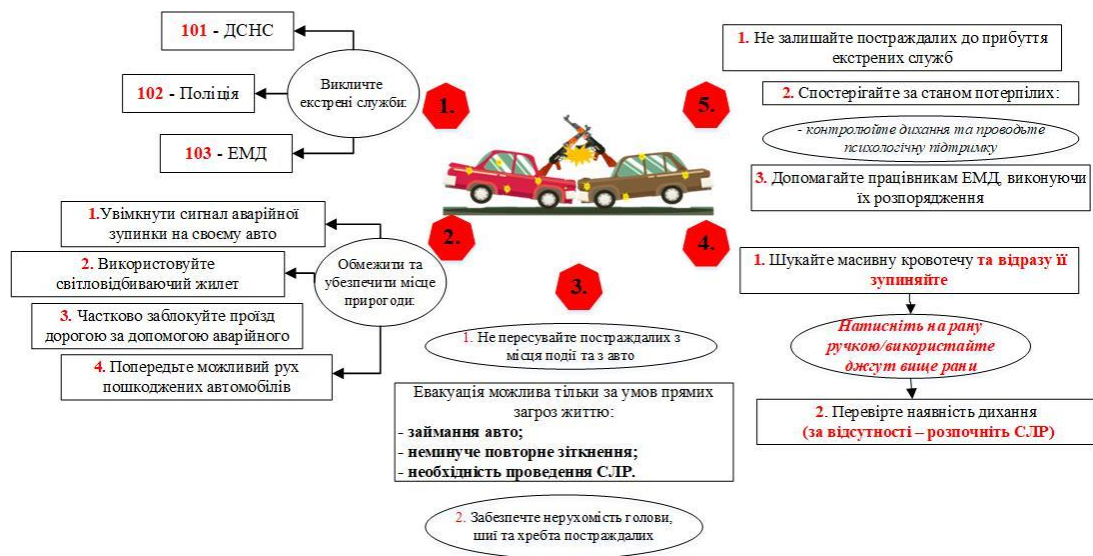 1.
101 - ДСНС
102 - Поліція
103 - ЕМД
Викличте
екстрені служби:
2.
Обмежити та
убезпечити місце
прирогоди:
1.Увімкнути сигнал аварійної
зупинки на своєму авто
2. Використовуйте
світловідбиваючий жилет
3. Частково заблокуйте проїзд
дорогою за допомогою аварійного
4. Попередьте можливий рух
пошкоджених автомобілів
3.
1. Не пересувайте постраждалих з
місця події та з авто
Евакуація можлива тільки за умов прямих
загроз життю:
- займання авто;
- неминуче повторне зіткнення;
- необхідність проведення СЛР.
2. Забезпечте нерухомість голови,
шиї та хребта постраждалих
4.
1. Шукайте масивну кровотечу та відразу її
зупиняйте
Натисніть на рану
ручкою/використайте
джгут вище рани
2. Перевірте наявність дихання
(за відсутності – розпочніть СЛР)
5.
1. Не залишайте постраждалих до прибуття
екстрених служб
2. Спостерігайте за станом потерпілих:
- контролюйте дихання та проводьте
психологічну підтримку
3. Допомагайте працівникам ЕМД, виконуючи
їх розпорядження